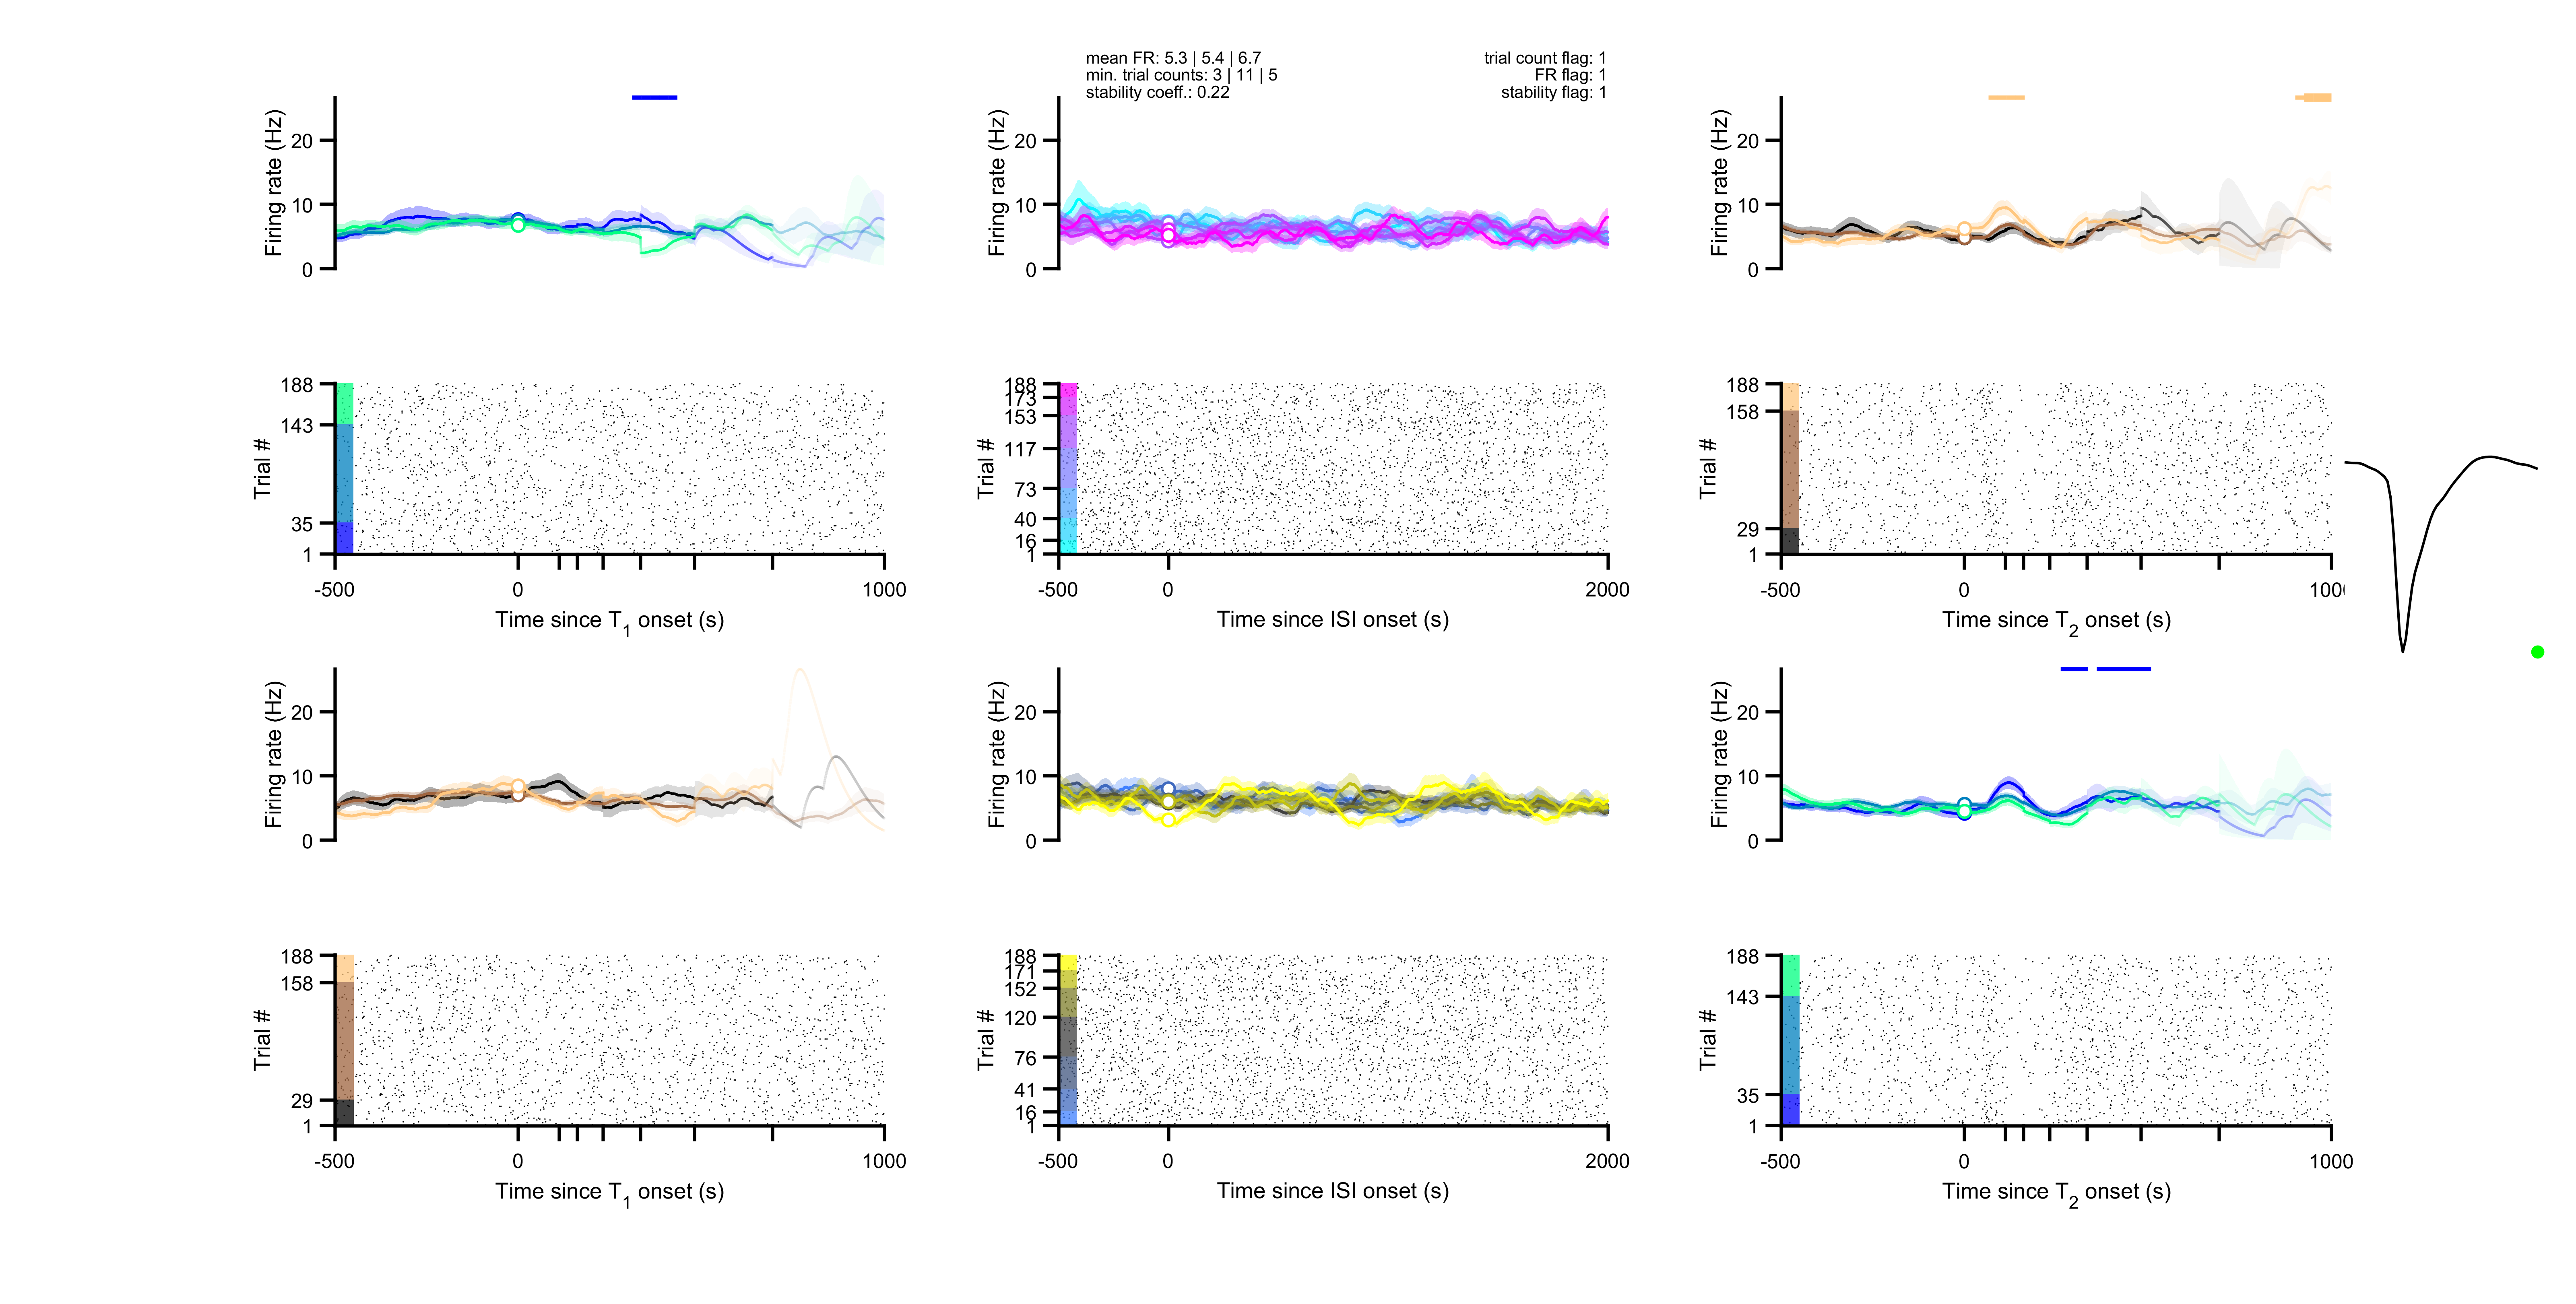 mean FR: 5.3 | 5.4 | 6.7
min. trial counts: 3 | 11 | 5
stability coeff.: 0.22
trial count flag: 1
FR flag: 1
stability flag: 1
Firing rate (Hz)
20
10
0
Firing rate (Hz)
20
10
0
Firing rate (Hz)
20
10
0
Trial #
188
143
35
1
-500
0
1000
Time since T1 onset (s)
Trial #
188
173
153
117
73
40
16
1
-500
0
2000
Time since ISI onset (s)
Trial #
188
158
29
1
-500
0
1000
Time since T2 onset (s)
Firing rate (Hz)
20
10
0
Firing rate (Hz)
20
10
0
Firing rate (Hz)
20
10
0
Trial #
188
158
29
1
-500
0
1000
Time since T1 onset (s)
Trial #
188
171
152
120
76
41
16
1
-500
0
2000
Time since ISI onset (s)
Trial #
188
143
35
1
-500
0
1000
Time since T2 onset (s)